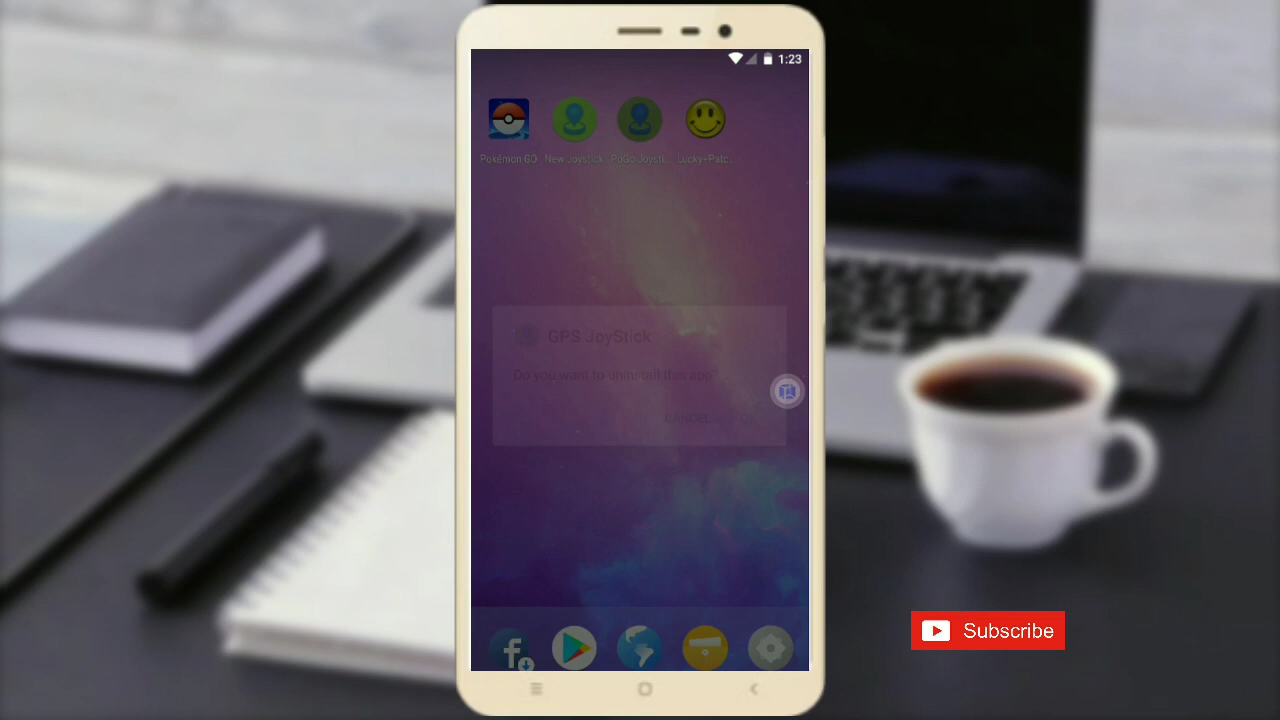 1:23
Pokémon GO
New Joystick
PoGo Joysti..
Lucky+Patc..
GPS JoyStick
Do you want to uninstall this app?
CANCEL
OK
f
Subscribe